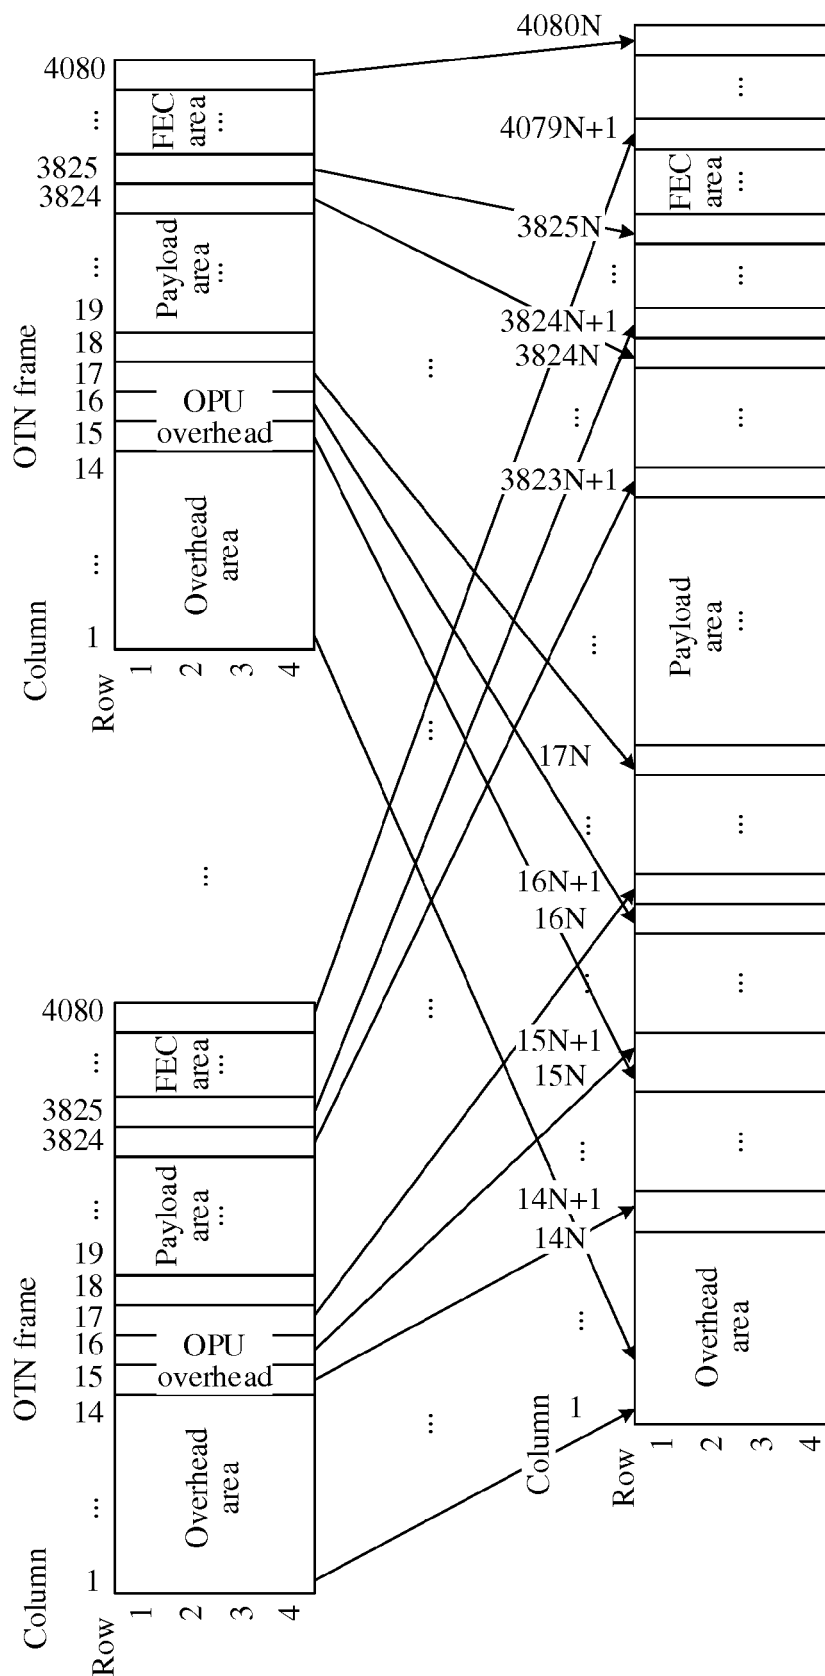 4080
...
3825
3824
...
19
18
17
16
15
14
...
1
Column
OTN frame
FEC
area
...
Payload
area
...
OPU
overhead
Overhead
area
Row
1
2
3
4
...
4080
...
3825
3824
...
19
18
17
16
15
14
...
1
Column
OTN frame
FEC
area
...
Payload
area
...
OPU
overhead
Overhead
area
Row
1
2
3
4
...
...
...
...
4080N
4079N+1
3825N
...
3824N+1
3824N
...
3823N+1
...
17N
...
16N+1
16N
...
15N+1
15N
...
14N+1
14N
...
1
Column
...
FEC
area
...
...
...
Payload
area
...
...
...
...
Overhead
area
Row
1
2
3
4